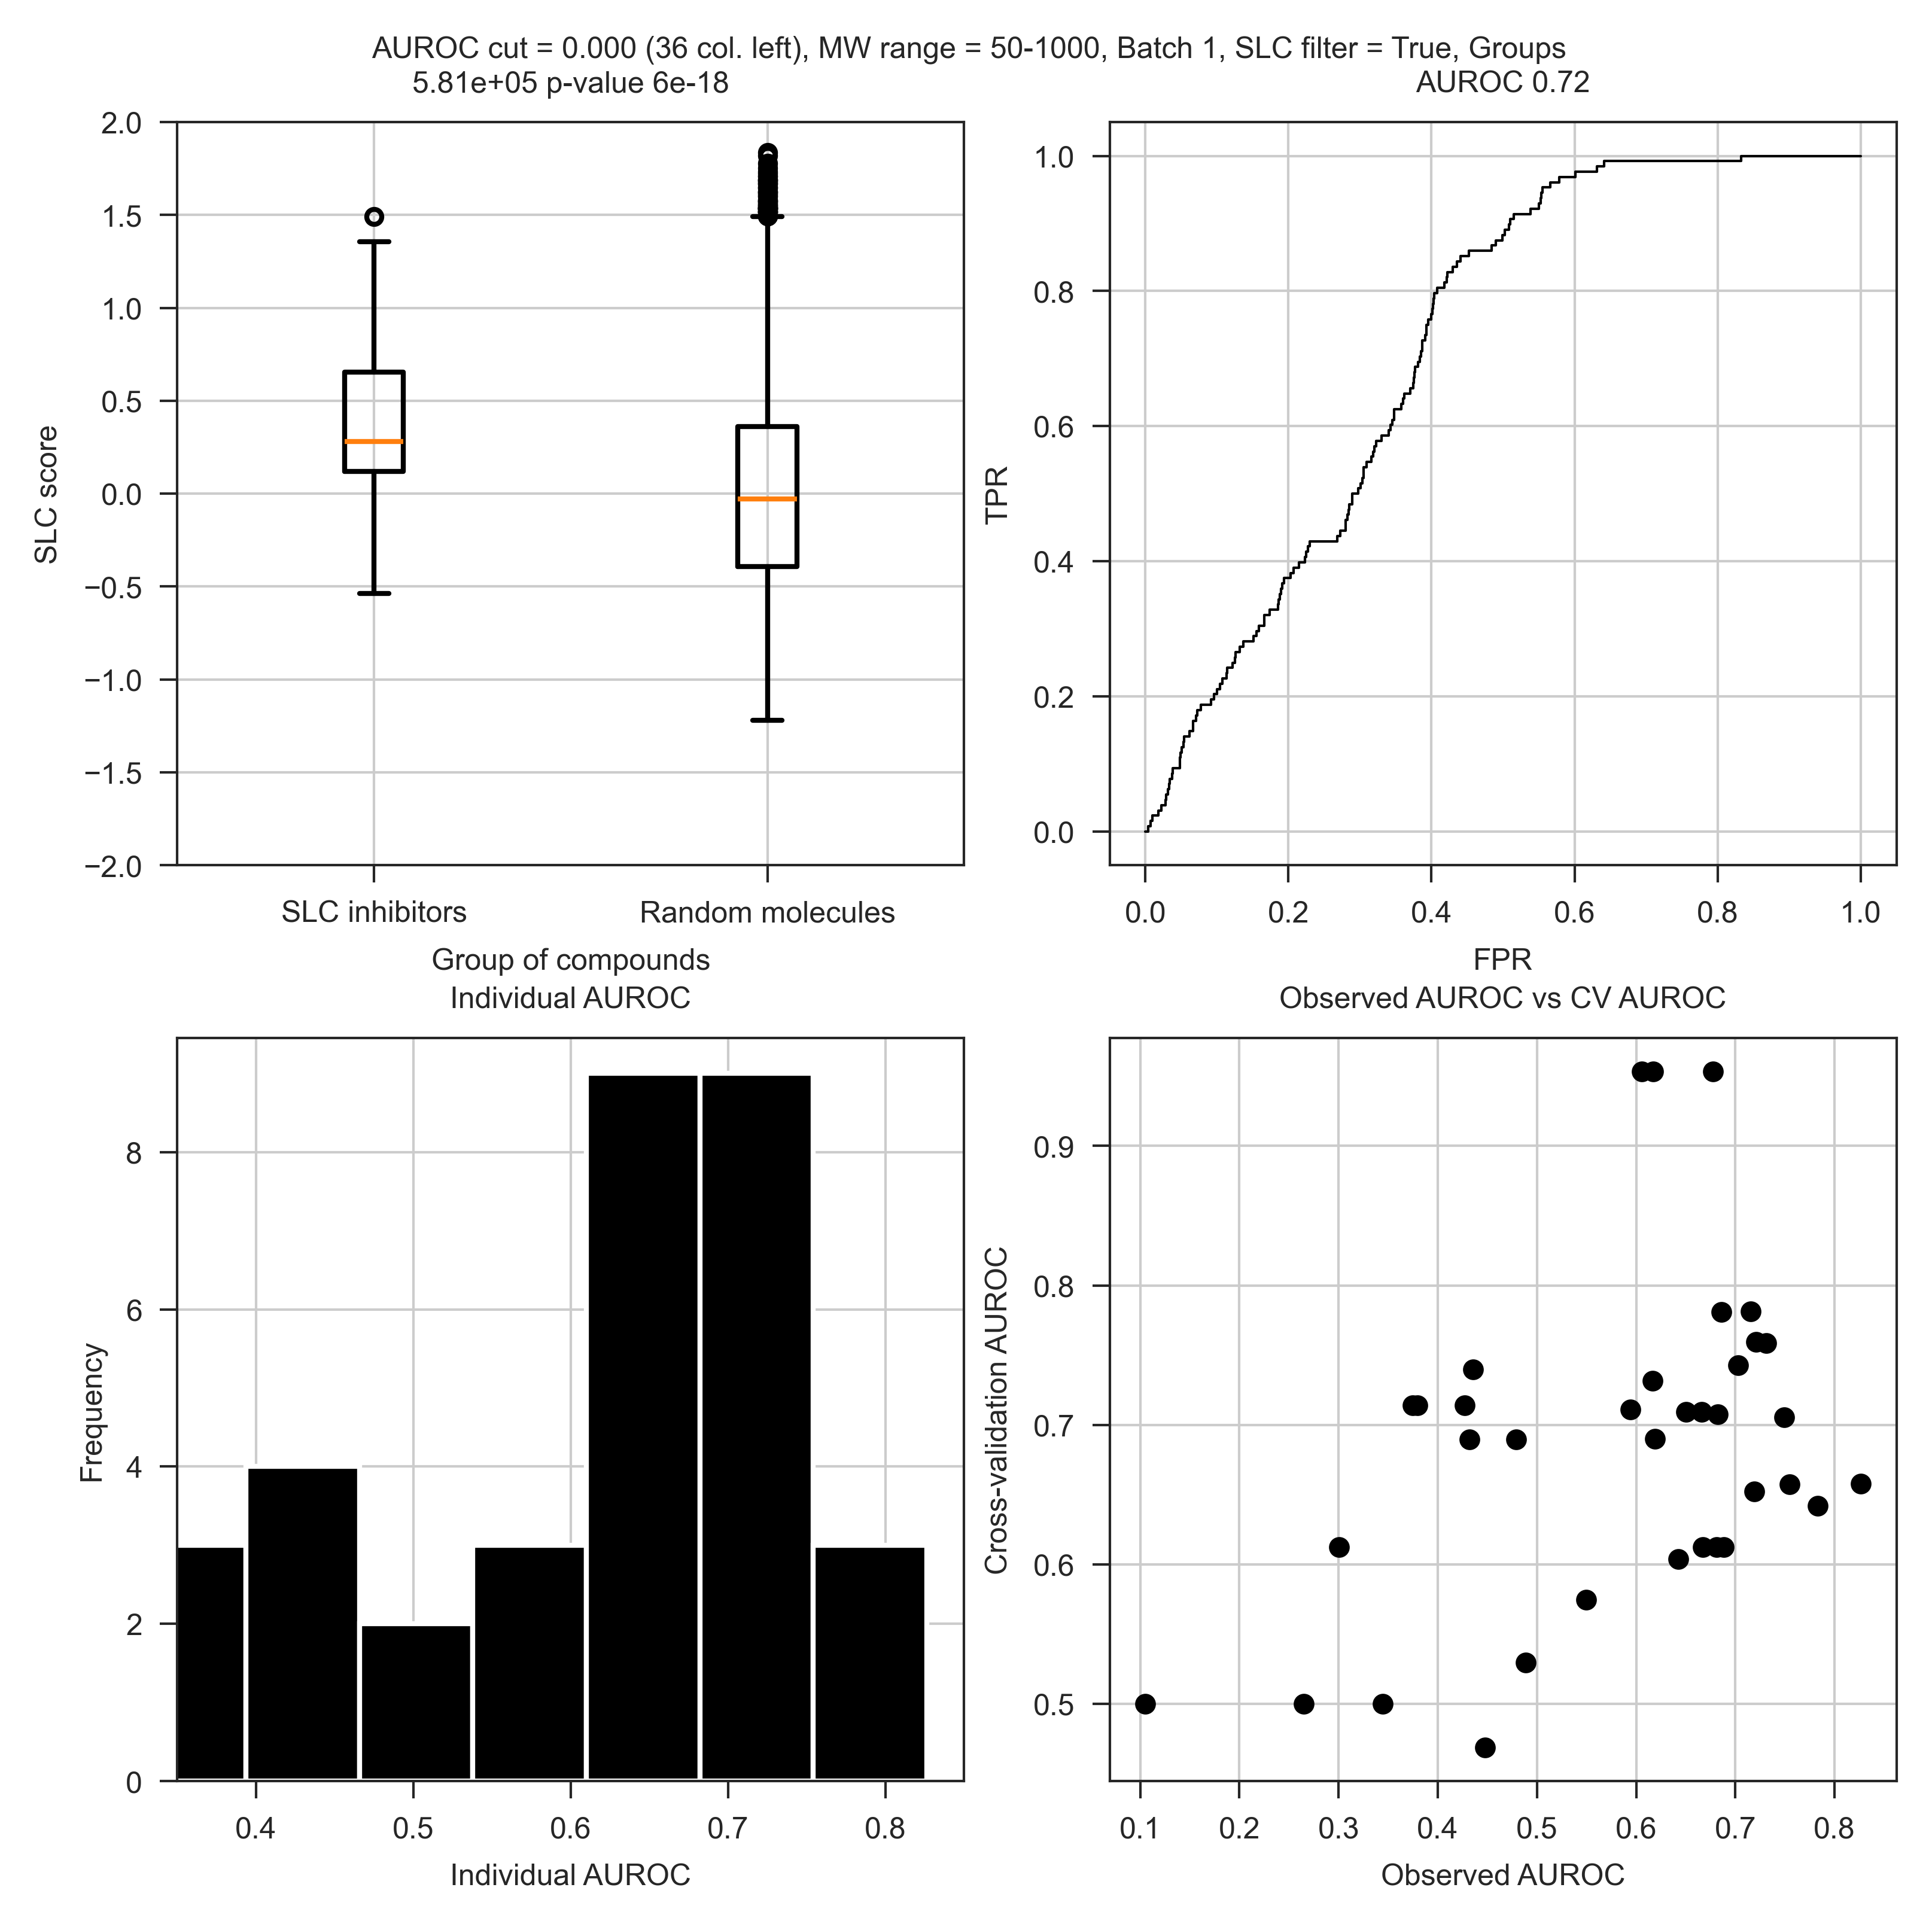 AUROC cut = 0.000 (36 col. left), MW range = 50-1000, Batch 1, SLC filter = True, Groups
5.81e+05 p-value 6e-18
2.0
1.5
1.0
0.5
0.0
−0.5
−1.0
−1.5
−2.0
SLC score
SLC inhibitors
Random molecules
Group of compounds
AUROC 0.72
1.0
0.8
0.6
0.4
0.2
0.0
TPR
0.0
0.2
0.4
0.6
0.8
1.0
FPR
Individual AUROC
8
6
4
2
0
Frequency
0.4
0.5
0.6
0.7
0.8
Individual AUROC
Observed AUROC vs CV AUROC
0.9
0.8
0.7
0.6
0.5
Cross-validation AUROC
0.1
0.2
0.3
0.4
0.5
0.6
0.7
0.8
Observed AUROC